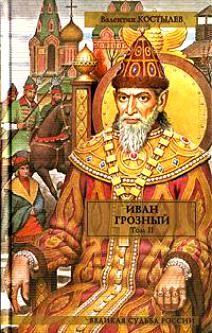 Валентин КОСТЫЛЕВ
ИВАН
ГРОЗНЫЙ
Том II
ВЕЛИКАЯ СУДЬБА РОССИИ